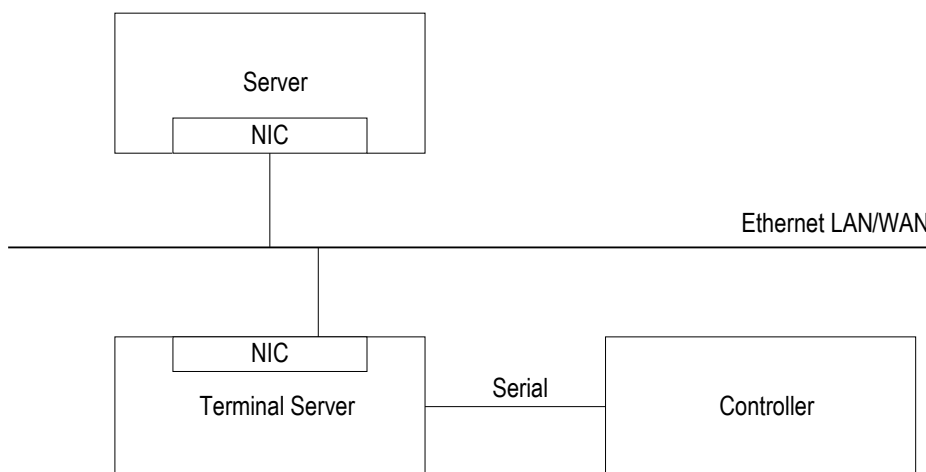 Server
NIC
Ethernet LAN/WAN
NIC
Terminal Server
Serial
Controller